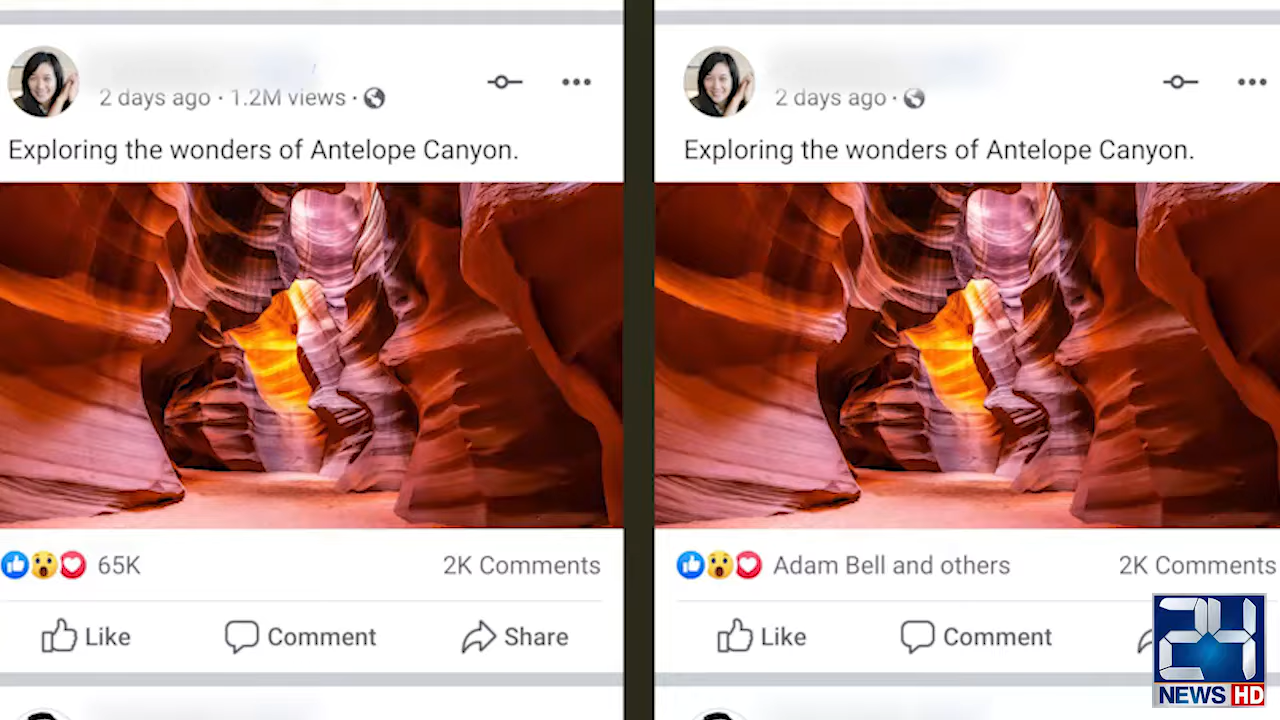 2 days ago · 1.2M views ·
Exploring the wonders of Antelope Canyon.
65K
2K Comments
Like
Comment
Share
2 days ago ·
Exploring the wonders of Antelope Canyon.
Adam Bell and others
2K Comments
Like
Comment
24
NEWS HD